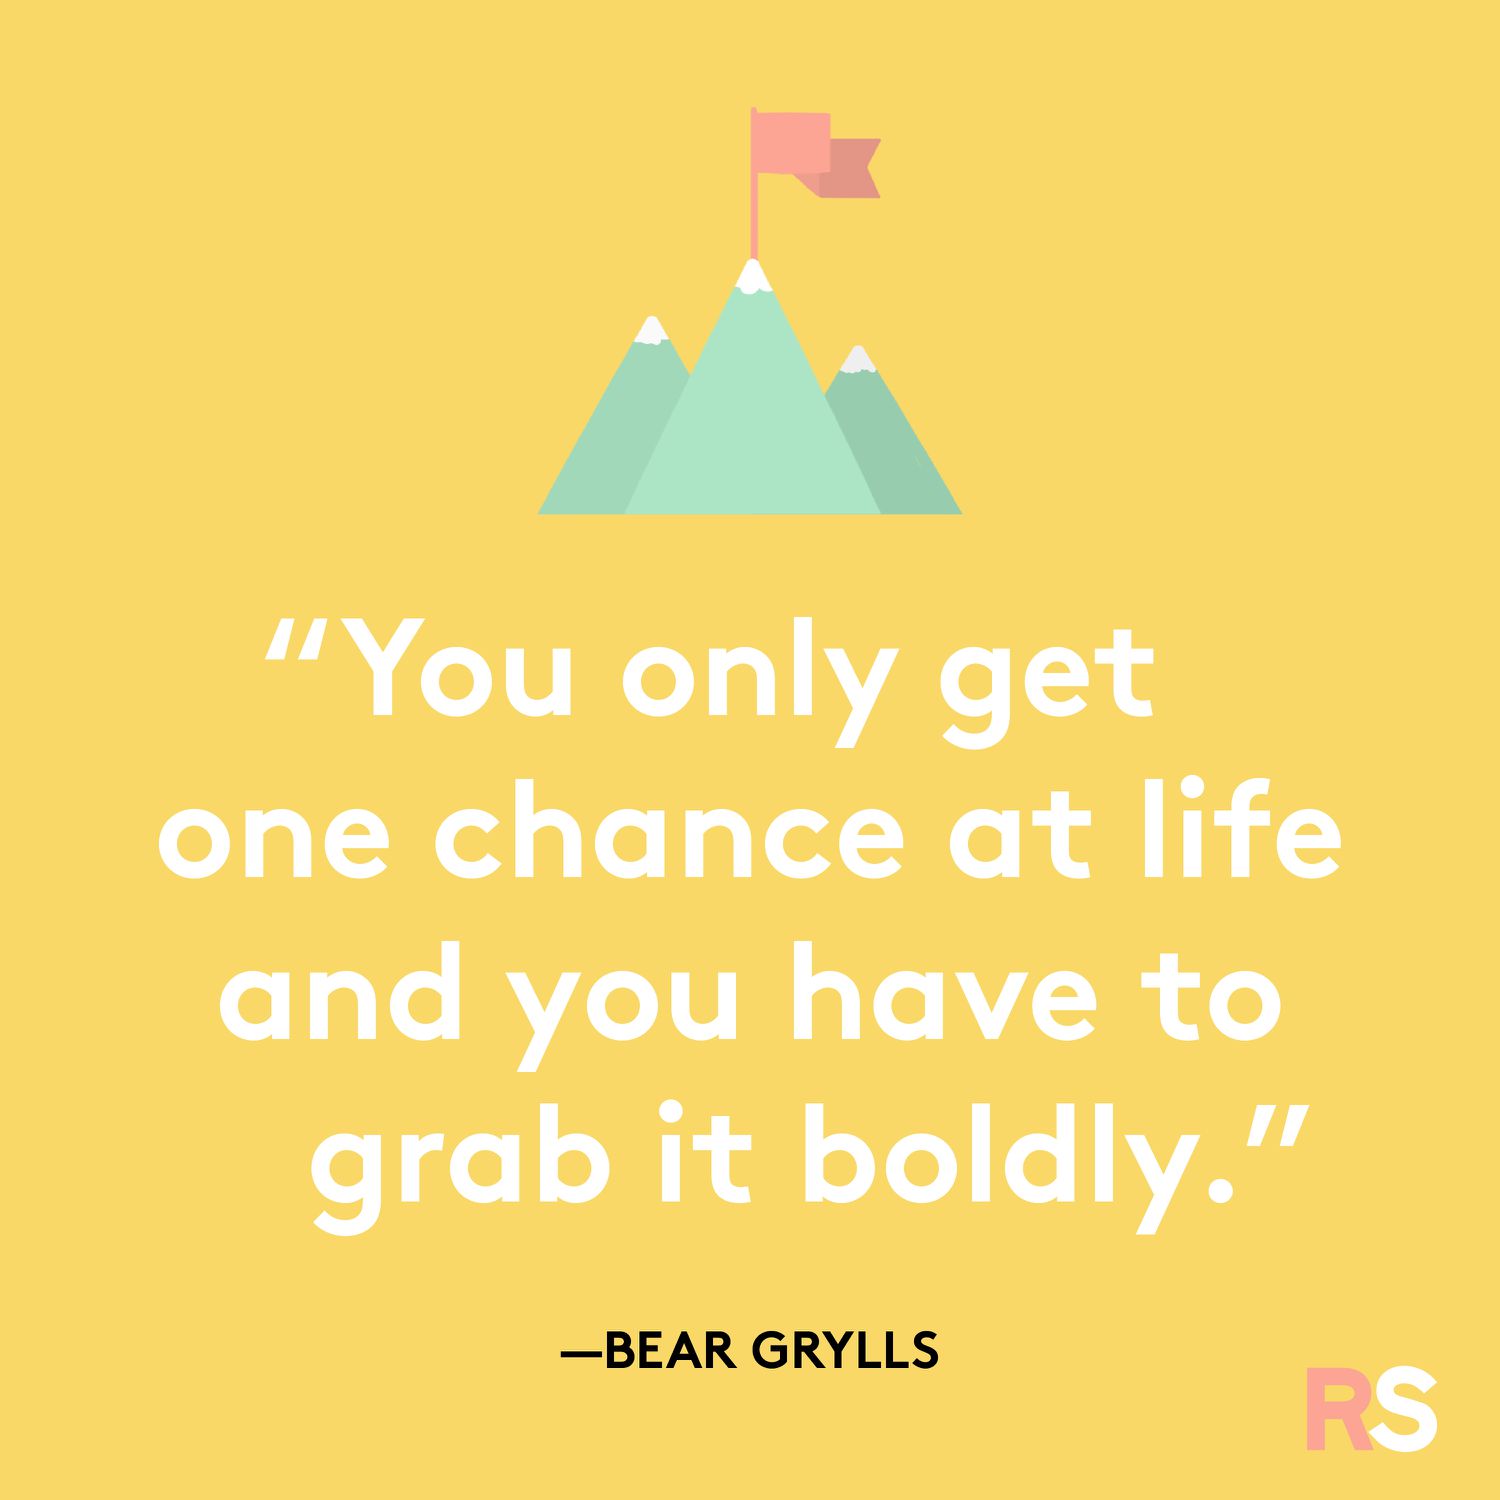 “You only get
one chance at life
and you have to
grab it boldly.”
—BEAR GRYLLS
RS